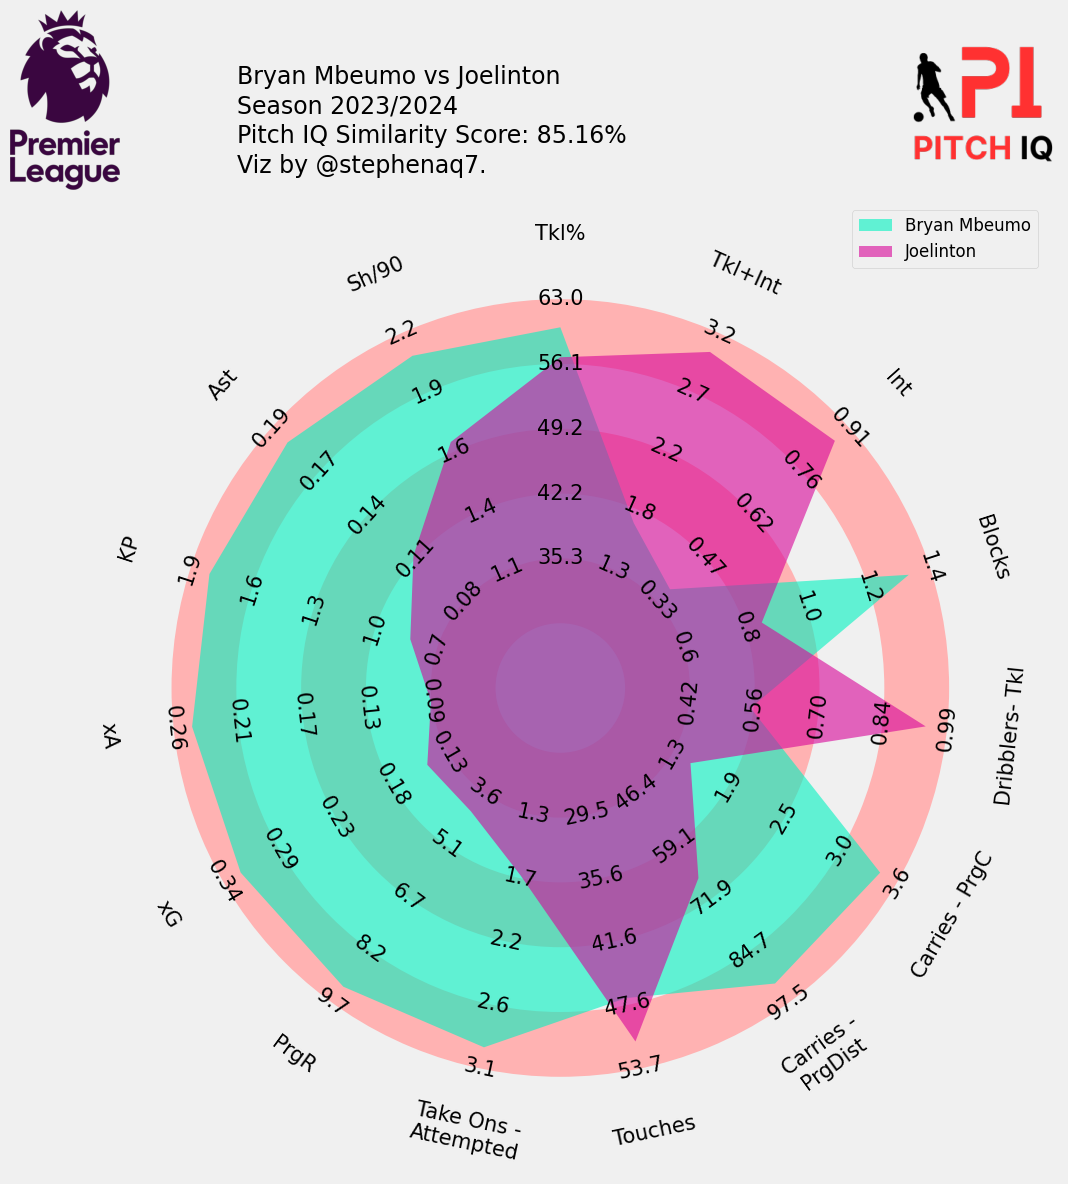 Premier
League
Bryan Mbeumo vs Joelinton
Season 2023/2024
Pitch IQ Similarity Score: 85.16%
Viz by @stephenaq7.
PI
PITCH IQ
Bryan Mbeumo
Joelinton
Tkl%
63.0
56.1
49.2
42.2
35.3
Tkl+Int
3.2
2.7
2.2
1.8
1.3
Int
0.91
0.76
0.62
0.47
0.33
Blocks
1.4
1.2
1.0
0.8
0.6
Dribblers- Tkl
0.99
0.84
0.70
0.56
0.42
Carries - PrgC
3.6
3.0
2.5
1.9
1.3
Carries -
PrgDist
97.5
84.7
71.9
59.1
46.4
Touches
53.7
47.6
41.6
35.6
29.5
Take Ons -
Attempted
3.1
2.6
2.2
1.7
1.3
PrgR
9.7
8.2
6.7
5.1
3.6
xG
0.34
0.29
0.23
0.18
0.13
xA
0.26
0.21
0.17
0.13
0.09
KP
1.9
1.6
1.3
1.0
0.7
Ast
0.19
0.17
0.14
0.11
0.08
Sh/90
2.2
1.9
1.6
1.4
1.1